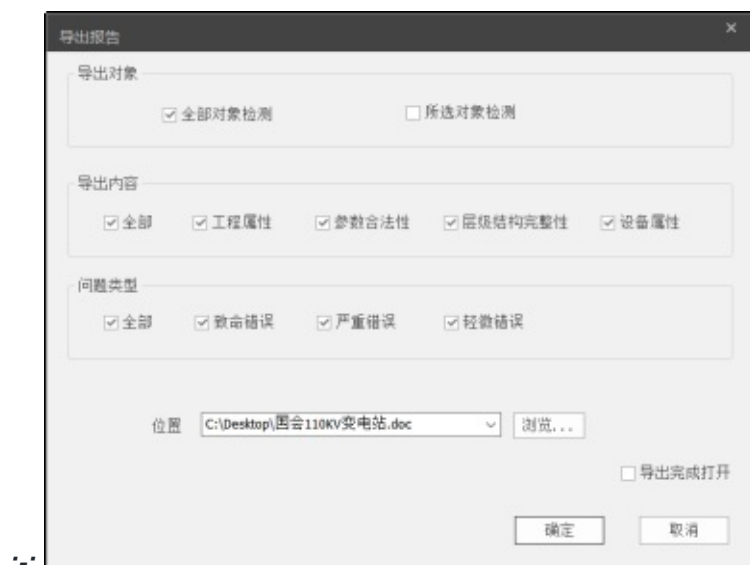 导出报告
导出对象
全部对象检测 所选对象检测
导出内容
全部 工程属性 参数合法性 层级结构完整性 设备属性
问题类型
全部 致命错误 严重错误 轻微错误
位置 C:\Desktop\国会110KV变电站.doc 浏览...
导出完成打开
确定 取消